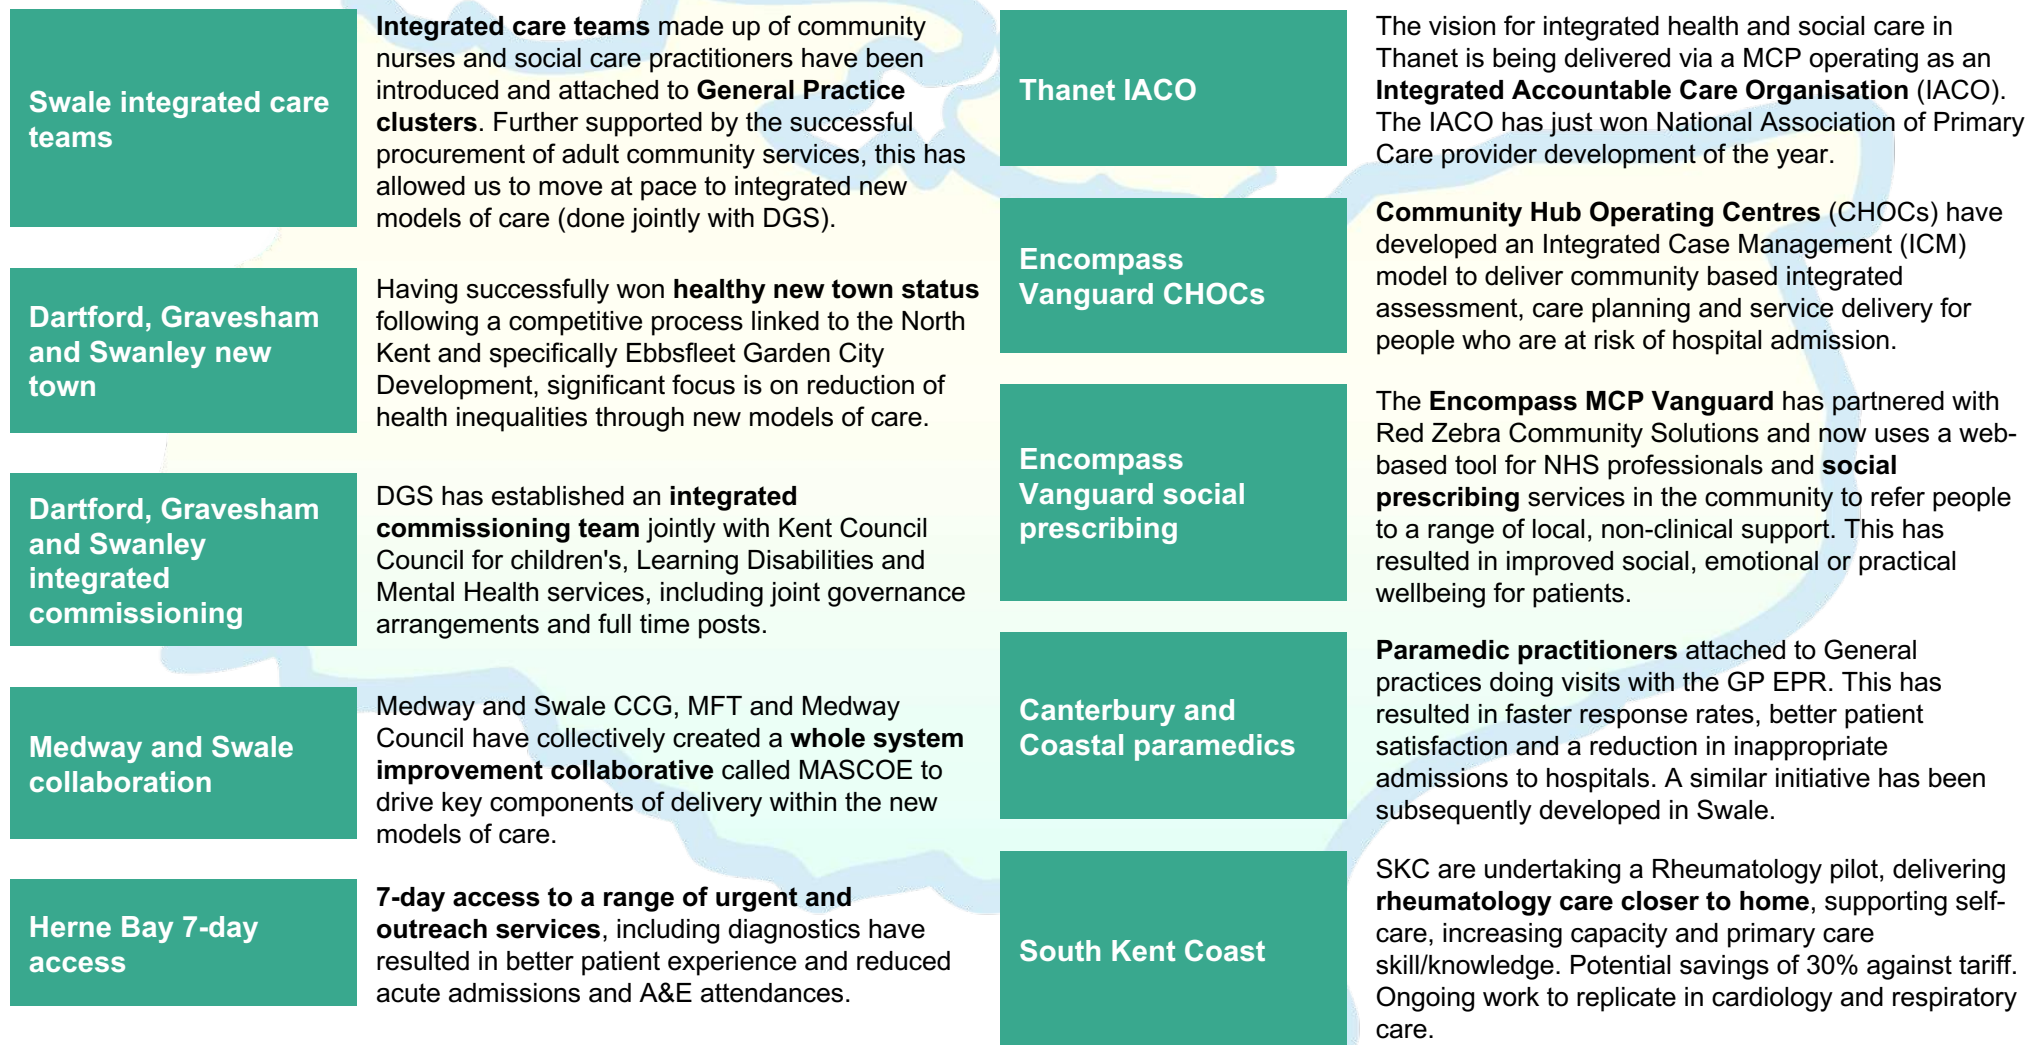 Swale integrated care
teams
Integrated care teams made up of community
nurses and social care practitioners have been
introduced and attached to General Practice
clusters. Further supported by the successful
procurement of adult community services, this has
allowed us to move at pace to integrated new
models of care (done jointly with DGS).
Dartford, Gravesham
and Swanley new
town
Having successfully won healthy new town status
following a competitive process linked to the North
Kent and specifically Ebbsfleet Garden City
Development, significant focus is on reduction of
health inequalities through new models of care.
Dartford, Gravesham
and Swanley
integrated
commissioning
DGS has established an integrated
commissioning team jointly with Kent Council
Council for children's, Learning Disabilities and
Mental Health services, including joint governance
arrangements and full time posts.
Medway and Swale
collaboration
Medway and Swale CCG, MFT and Medway
Council have collectively created a whole system
improvement collaborative called MASCOE to
drive key components of delivery within the new
models of care.
Herne Bay 7-day
access
7-day access to a range of urgent and
outreach services, including diagnostics have
resulted in better patient experience and reduced
acute admissions and A&E attendances.
Thanet IACO
The vision for integrated health and social care in
Thanet is being delivered via a MCP operating as an
Integrated Accountable Care Organisation (IACO).
The IACO has just won National Association of Primary
Care provider development of the year.
Encompass
Vanguard CHOCs
Community Hub Operating Centres (CHOCs) have
developed an Integrated Case Management (ICM)
model to deliver community based integrated
assessment, care planning and service delivery for
people who are at risk of hospital admission.
Encompass
Vanguard social
prescribing
The Encompass MCP Vanguard has partnered with
Red Zebra Community Solutions and now uses a web-
based tool for NHS professionals and social
prescribing services in the community to refer people
to a range of local, non-clinical support. This has
resulted in improved social, emotional or practical
wellbeing for patients.
Canterbury and
Coastal paramedics
Paramedic practitioners attached to General
practices doing visits with the GP EPR. This has
resulted in faster response rates, better patient
satisfaction and a reduction in inappropriate
admissions to hospitals. A similar initiative has been
subsequently developed in Swale.
South Kent Coast
SKC are undertaking a Rheumatology pilot, delivering
rheumatology care closer to home, supporting self-
care, increasing capacity and primary care
skill/knowledge. Potential savings of 30% against tariff.
Ongoing work to replicate in cardiology and respiratory
care.